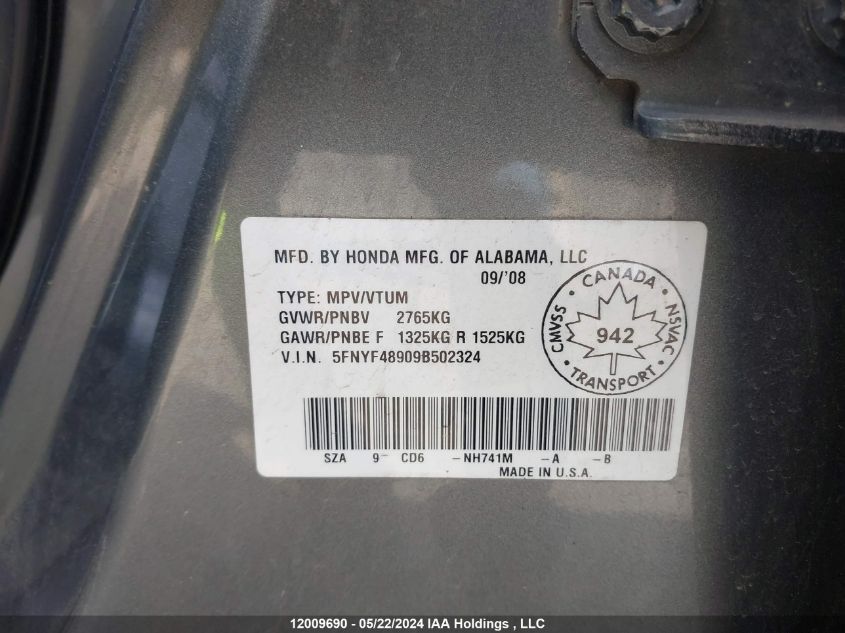 MFD. BY HONDA MFG. OF ALABAMA, LLC
09/'08
TYPE: MPV/VTUM
GVWR/PNBV 2765KG
GAWR/PNBE F 1325KG R 1525KG
V.I.N. 5FNYF48909B502324
CANADA
CMVSS
942
NSVAC
TRANSPORT
SZA 9- CD6 -NH741M -A -B
MADE IN U.S.A.
12009690 - 05/22/2024 IAA Holdings , LLC